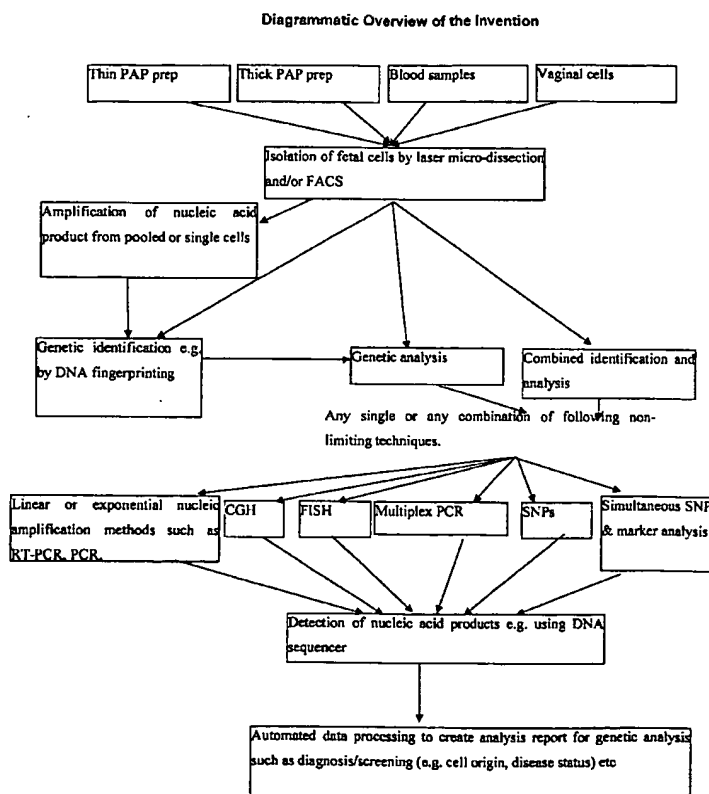 Diagrammatic Overview of the Invention
Thin PAP prep
Thick PAP prep
Blood samples
Vaginal cells
Isolation of fetal cells by laser micro-dissection
and/or FACS
Amplification of nucleic acid
product from pooled or single cells
Genetic identification e.g.
by DNA fingerprinting
Genetic analysis
Combined identification and
analysis
Any single or any combination of following non-
limiting techniques.
Linear or exponential nucleic
amplification methods such as
RT-PCR, PCR.
CGH
FISH
Multiplex PCR
SNPs
Simultaneous SNP
& marker analysis
Detection of nucleic acid products e.g. using DNA
sequencer
Automated data processing to create analysis report for genetic analysis
such as diagnosis/screening (e.g. cell origin, disease status) etc